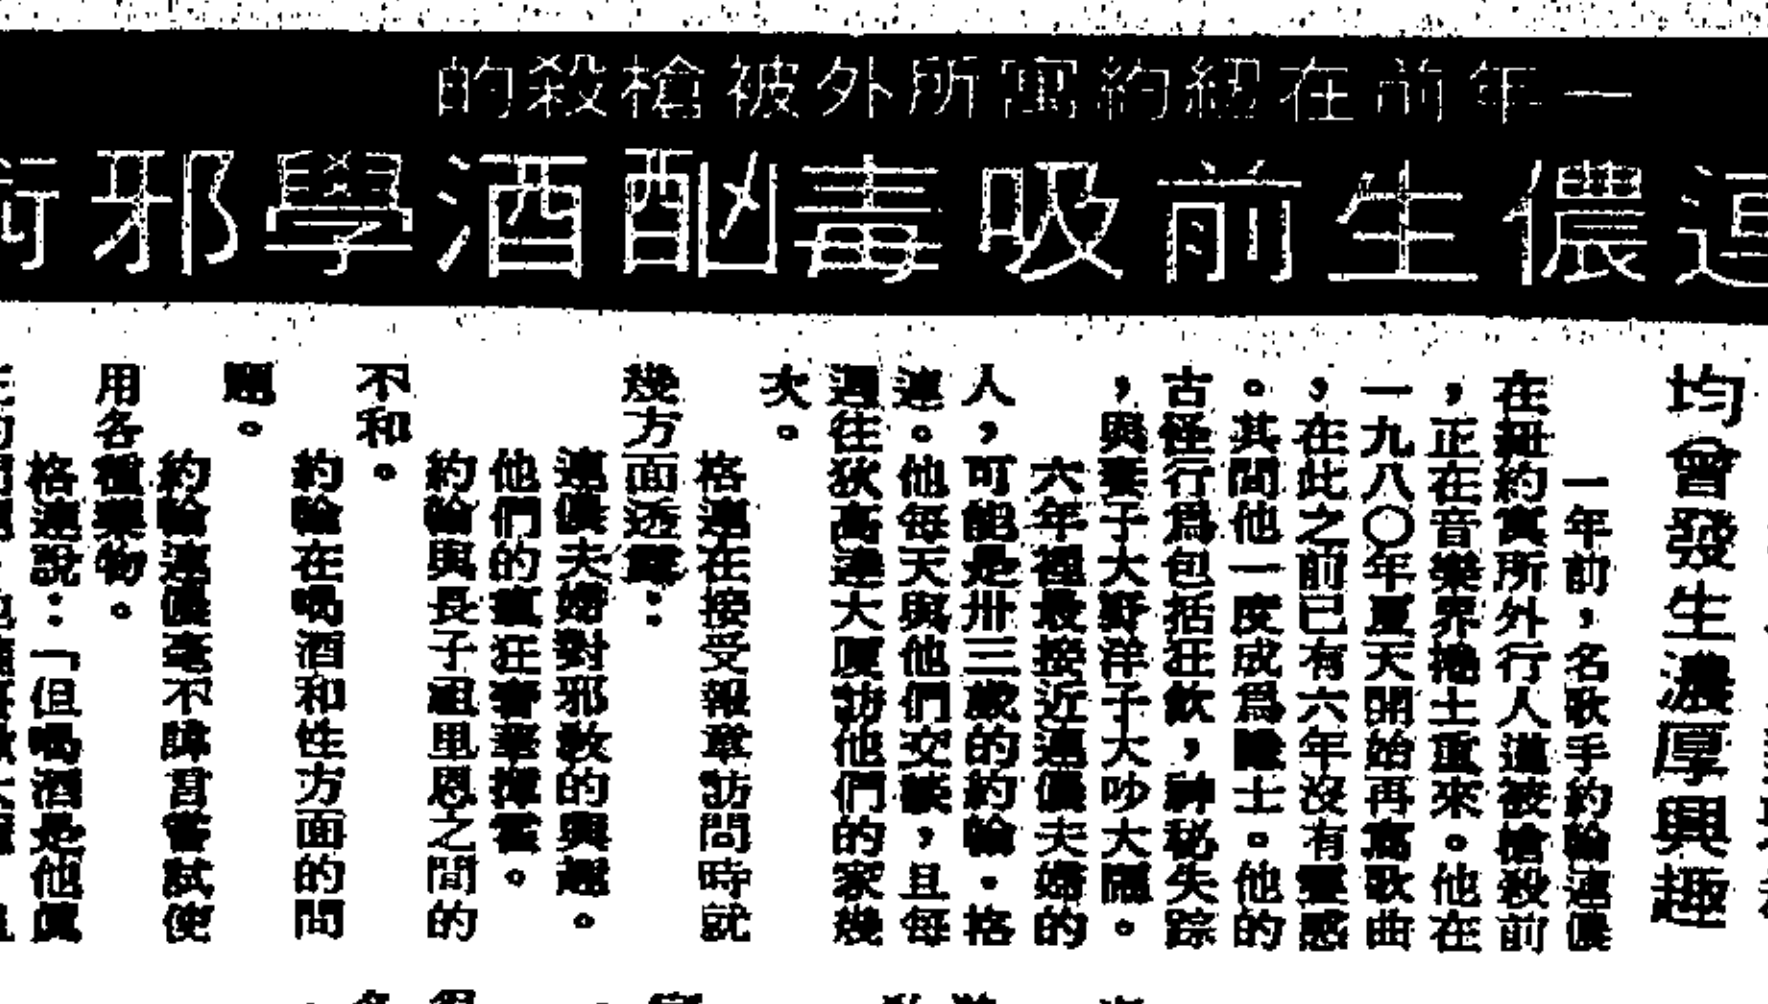 一年前在紐約寓所外被槍殺的
連儂生前吸毒酗酒學邪術
均曾發生濃厚興趣
一年前，名歌手約翰連儂
在紐約寓所外行人道被槍殺前
，正在音樂界捲土重來。他在
一九八〇年夏天開始再寫歌曲
，在此之前已有六年沒有靈感
。其間他一度成爲隱士。他的
古怪行爲包括狂飲，神秘失踪
，與妻子大野洋子大吵大鬧。
六年裡最接近連儂夫婦的
人，可能是卅三歲的約翰・格
連。他每天與他們交談，且每
週往狄高達大厦訪他們的家幾
次。
格連在接受報章訪問時就
幾方面透露：
連儂夫婦對邪教的興趣。
他們的瘋狂奢華揮霍。
約翰與長子祖里恩之間的
不和。
約翰在喝酒和性方面的問
題。
約翰連儂毫不諱言嘗試使
用各種藥物。
格連說：「但喝酒是他眞